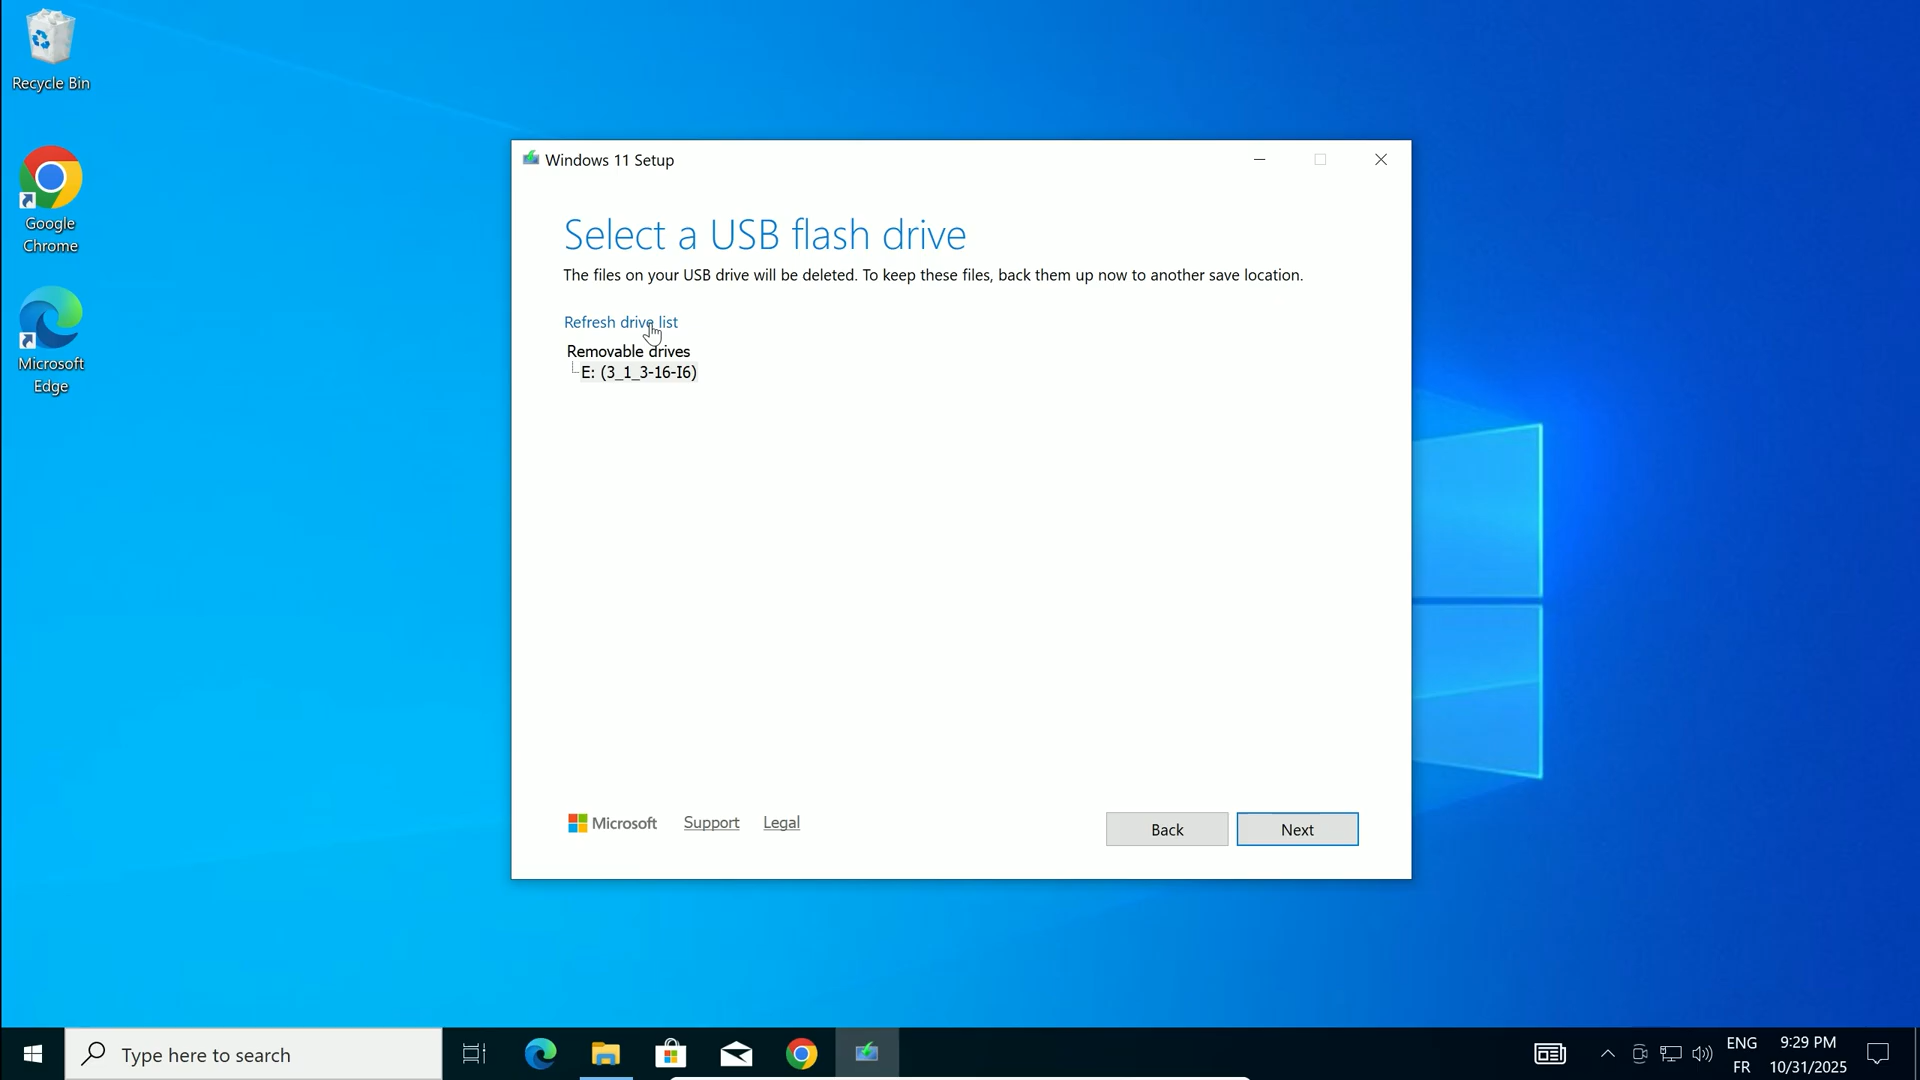 Recycle Bin
Google
Chrome
Microsoft
Edge
Windows 11 Setup
Select a USB flash drive
The files on your USB drive will be deleted. To keep these files, back them up now to another save location.
Refresh drive list
Removable drives
E: (3_1_3-16-I6)
Microsoft
Support
Legal
Back
Next
Type here to search
ENG
FR
9:29 PM
10/31/2025